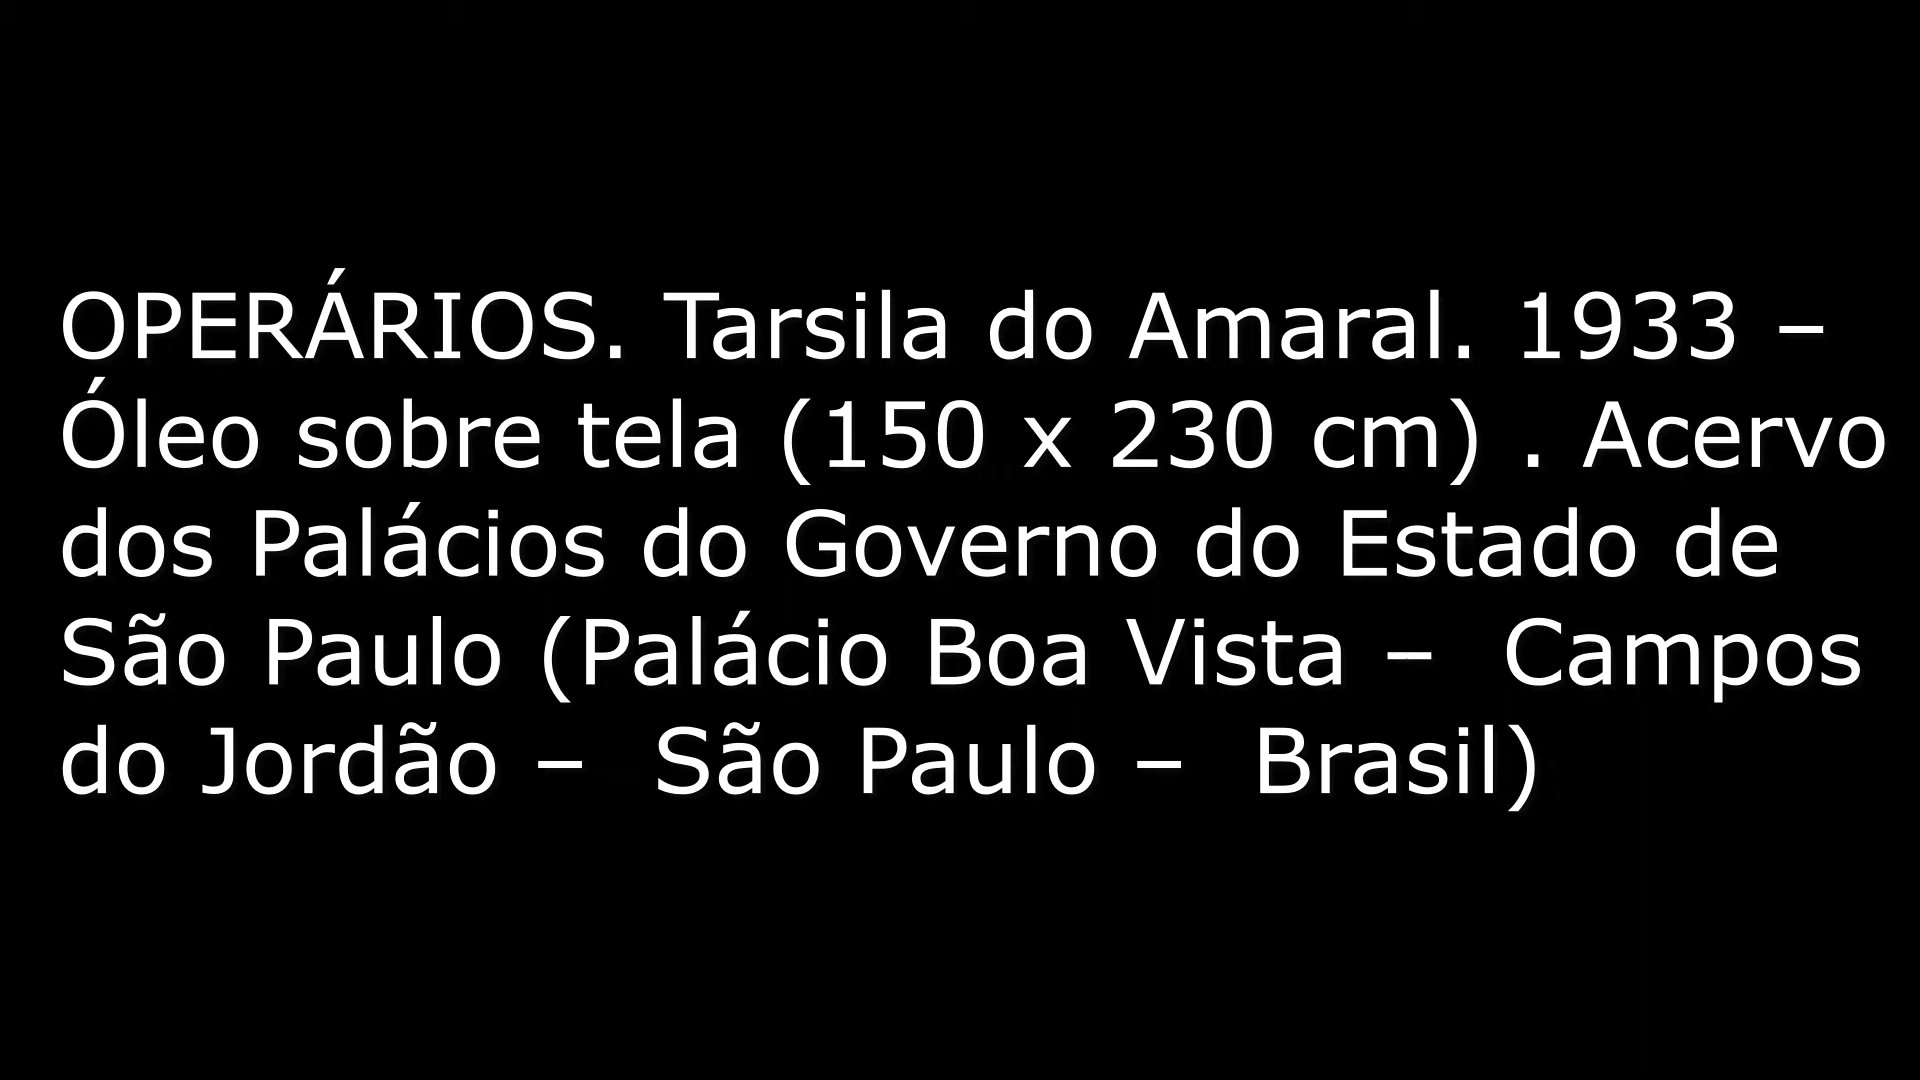 OPERÁRIOS. Tarsila do Amaral. 1933 –
Óleo sobre tela (150 x 230 cm) . Acervo
dos Palácios do Governo do Estado de
São Paulo (Palácio Boa Vista –  Campos
do Jordão –  São Paulo –  Brasil)